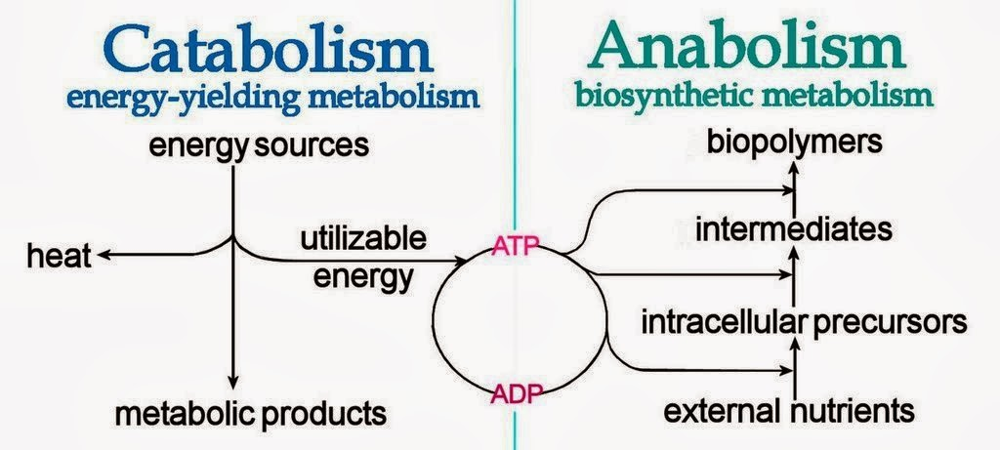 Catabolism
energy-yielding metabolism
energy sources
heat
utilizable
energy
metabolic products
ATP
ADP
Anabolism
biosynthetic metabolism
biopolymers
intermediates
intracellular precursors
external nutrients